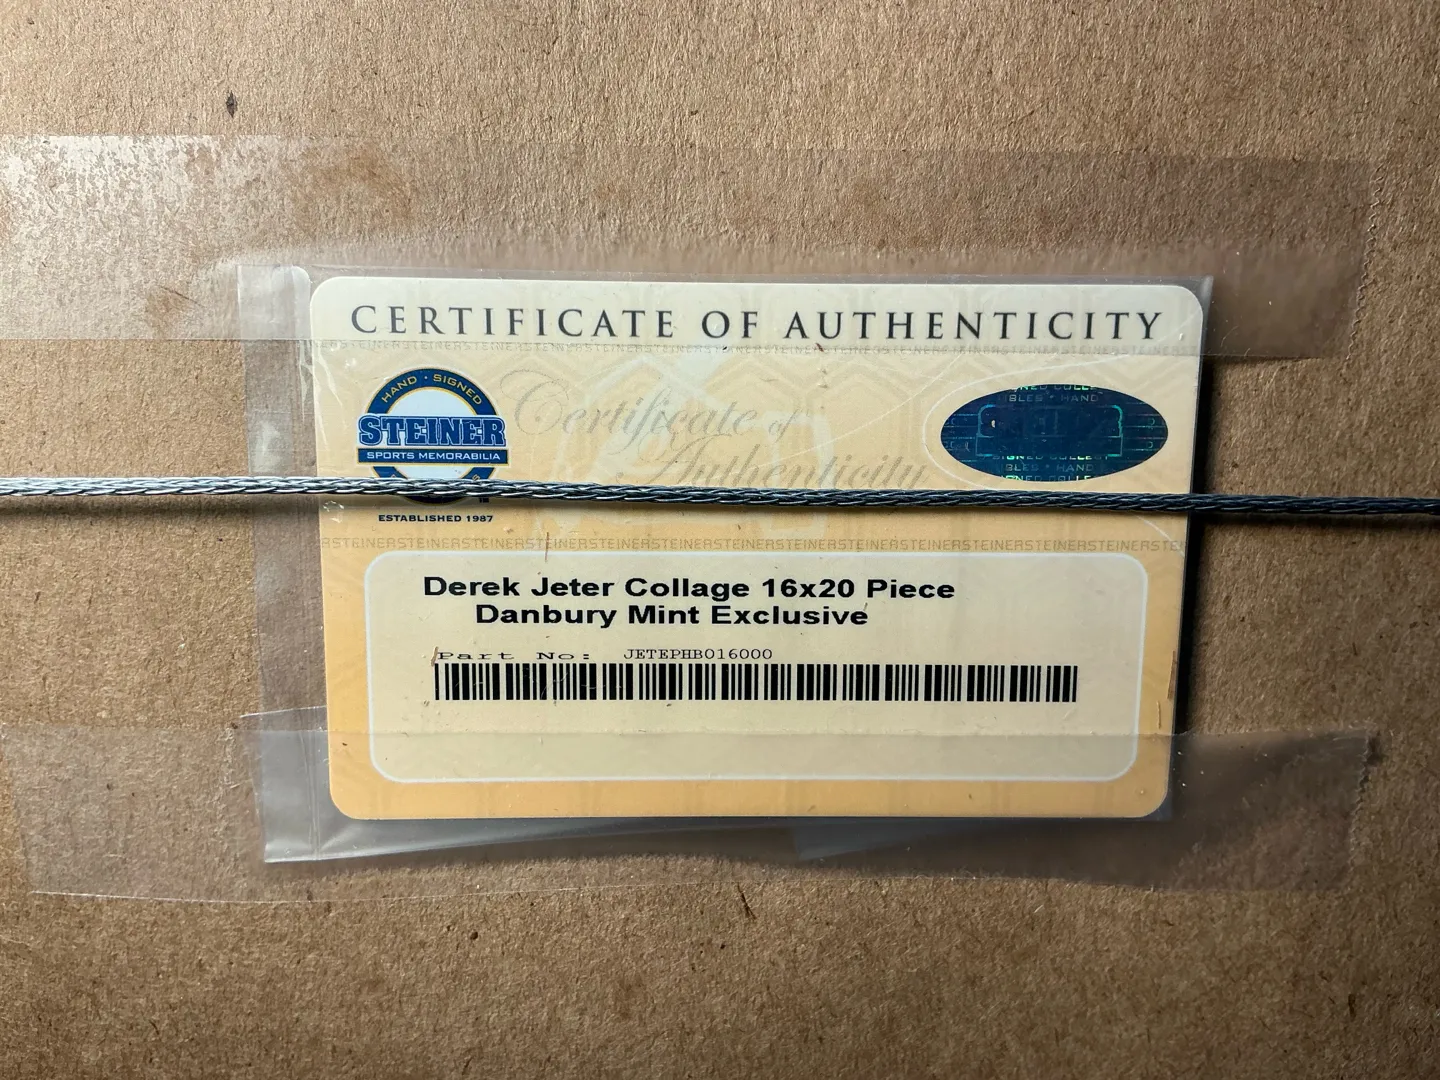 CERTIFICATE OF AUTHENTICITY
HAND · SIGNED
STEINER
SPORTS MEMORABILIA
ESTABLISHED 1987
Certificate of
Authenticity
STEINERSTEINERSTEINERSTEINERSTEINERSTEINERSTEINER
Derek Jeter Collage 16x20 Piece
Danbury Mint Exclusive
Part No: JETEPHB016000